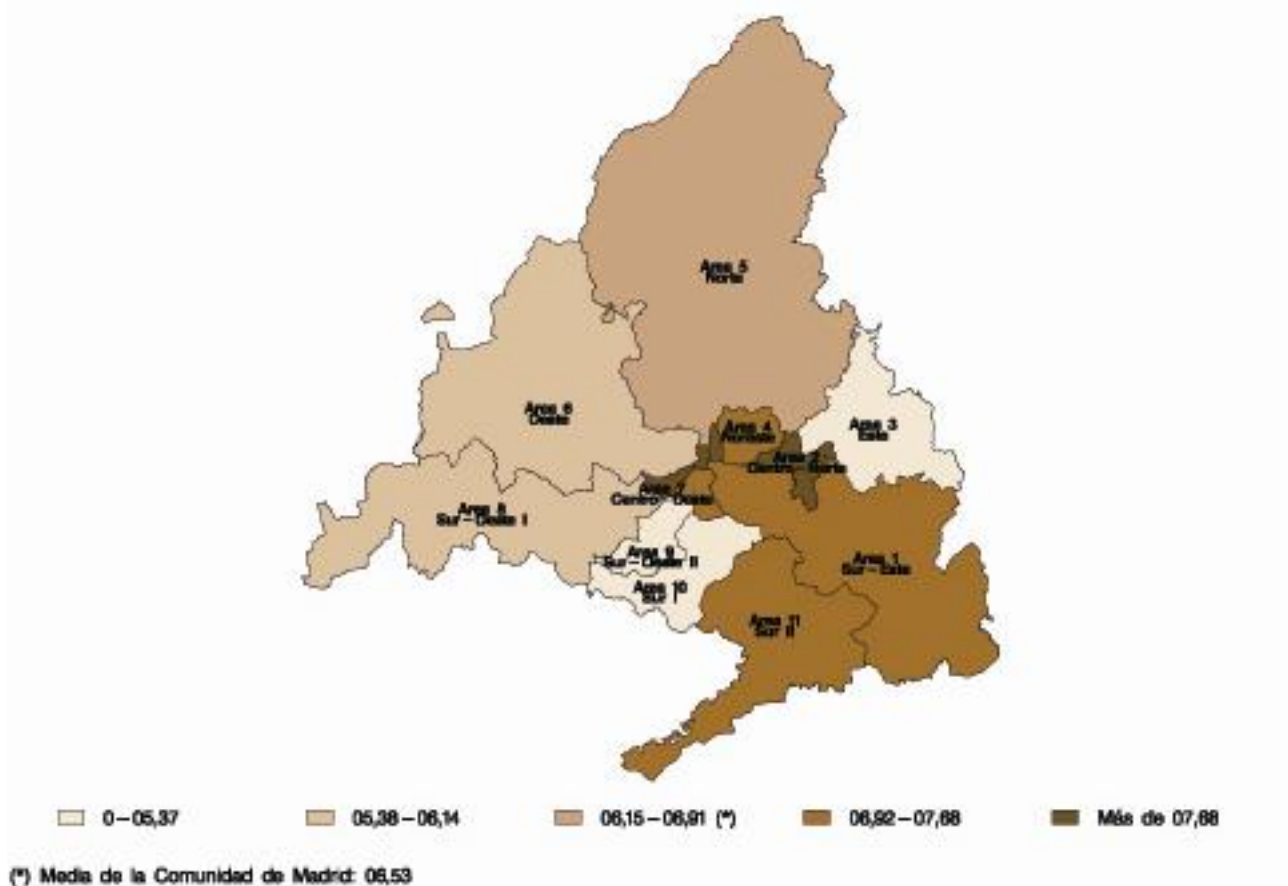 Area 5
Norte
Area 6
Oeste
Area 4
Noreste
Area 3
Este
Area 2
Centro-Norte
Area 7
Centro-Oeste
Area 8
Sur-Oeste I
Area 9
Sur-Oeste II
Area 1
Sur-Este
Area 10
Sur I
Area 11
Sur II
0-05,37
05,38-06,14
06,15-06,91 (*)
06,92-07,68
Más de 07,68
(*) Media de la Comunidad de Madrid: 06,53